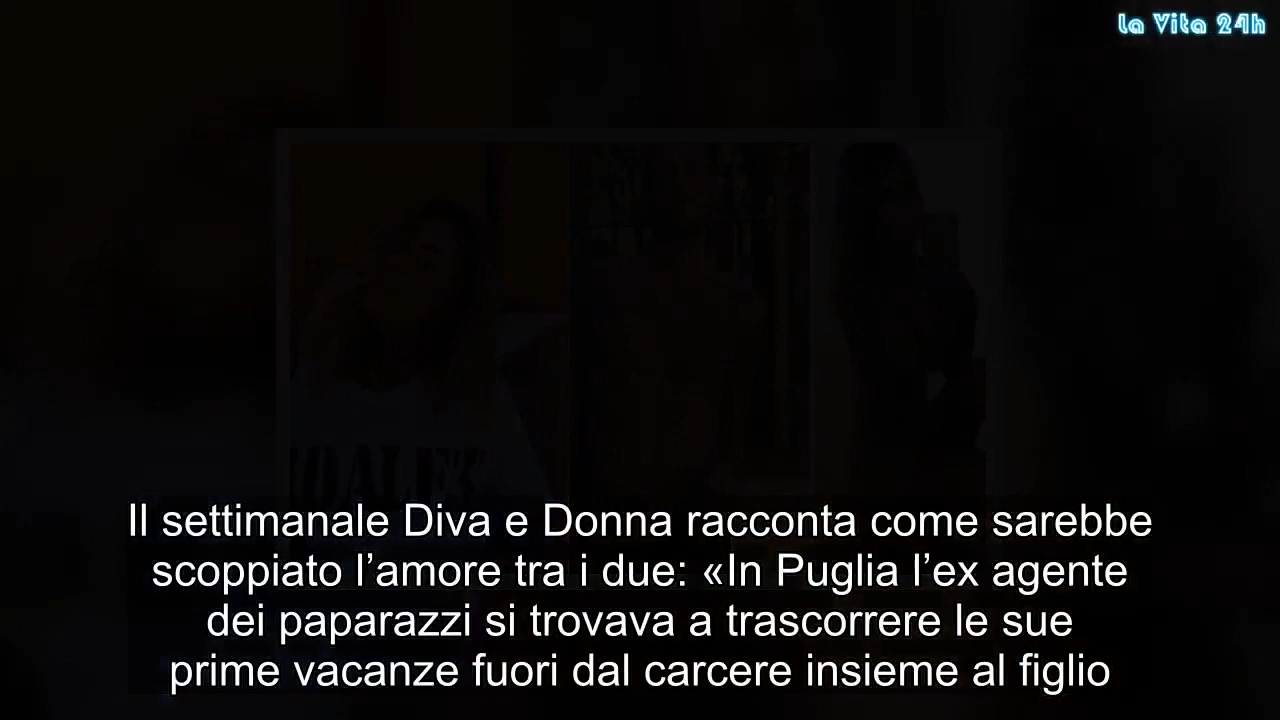 La Vita 24h
Il settimanale Diva e Donna racconta come sarebbe
scoppiato l’amore tra i due: «In Puglia l’ex agente
dei paparazzi si trovava a trascorrere le sue
prime vacanze fuori dal carcere insieme al figlio